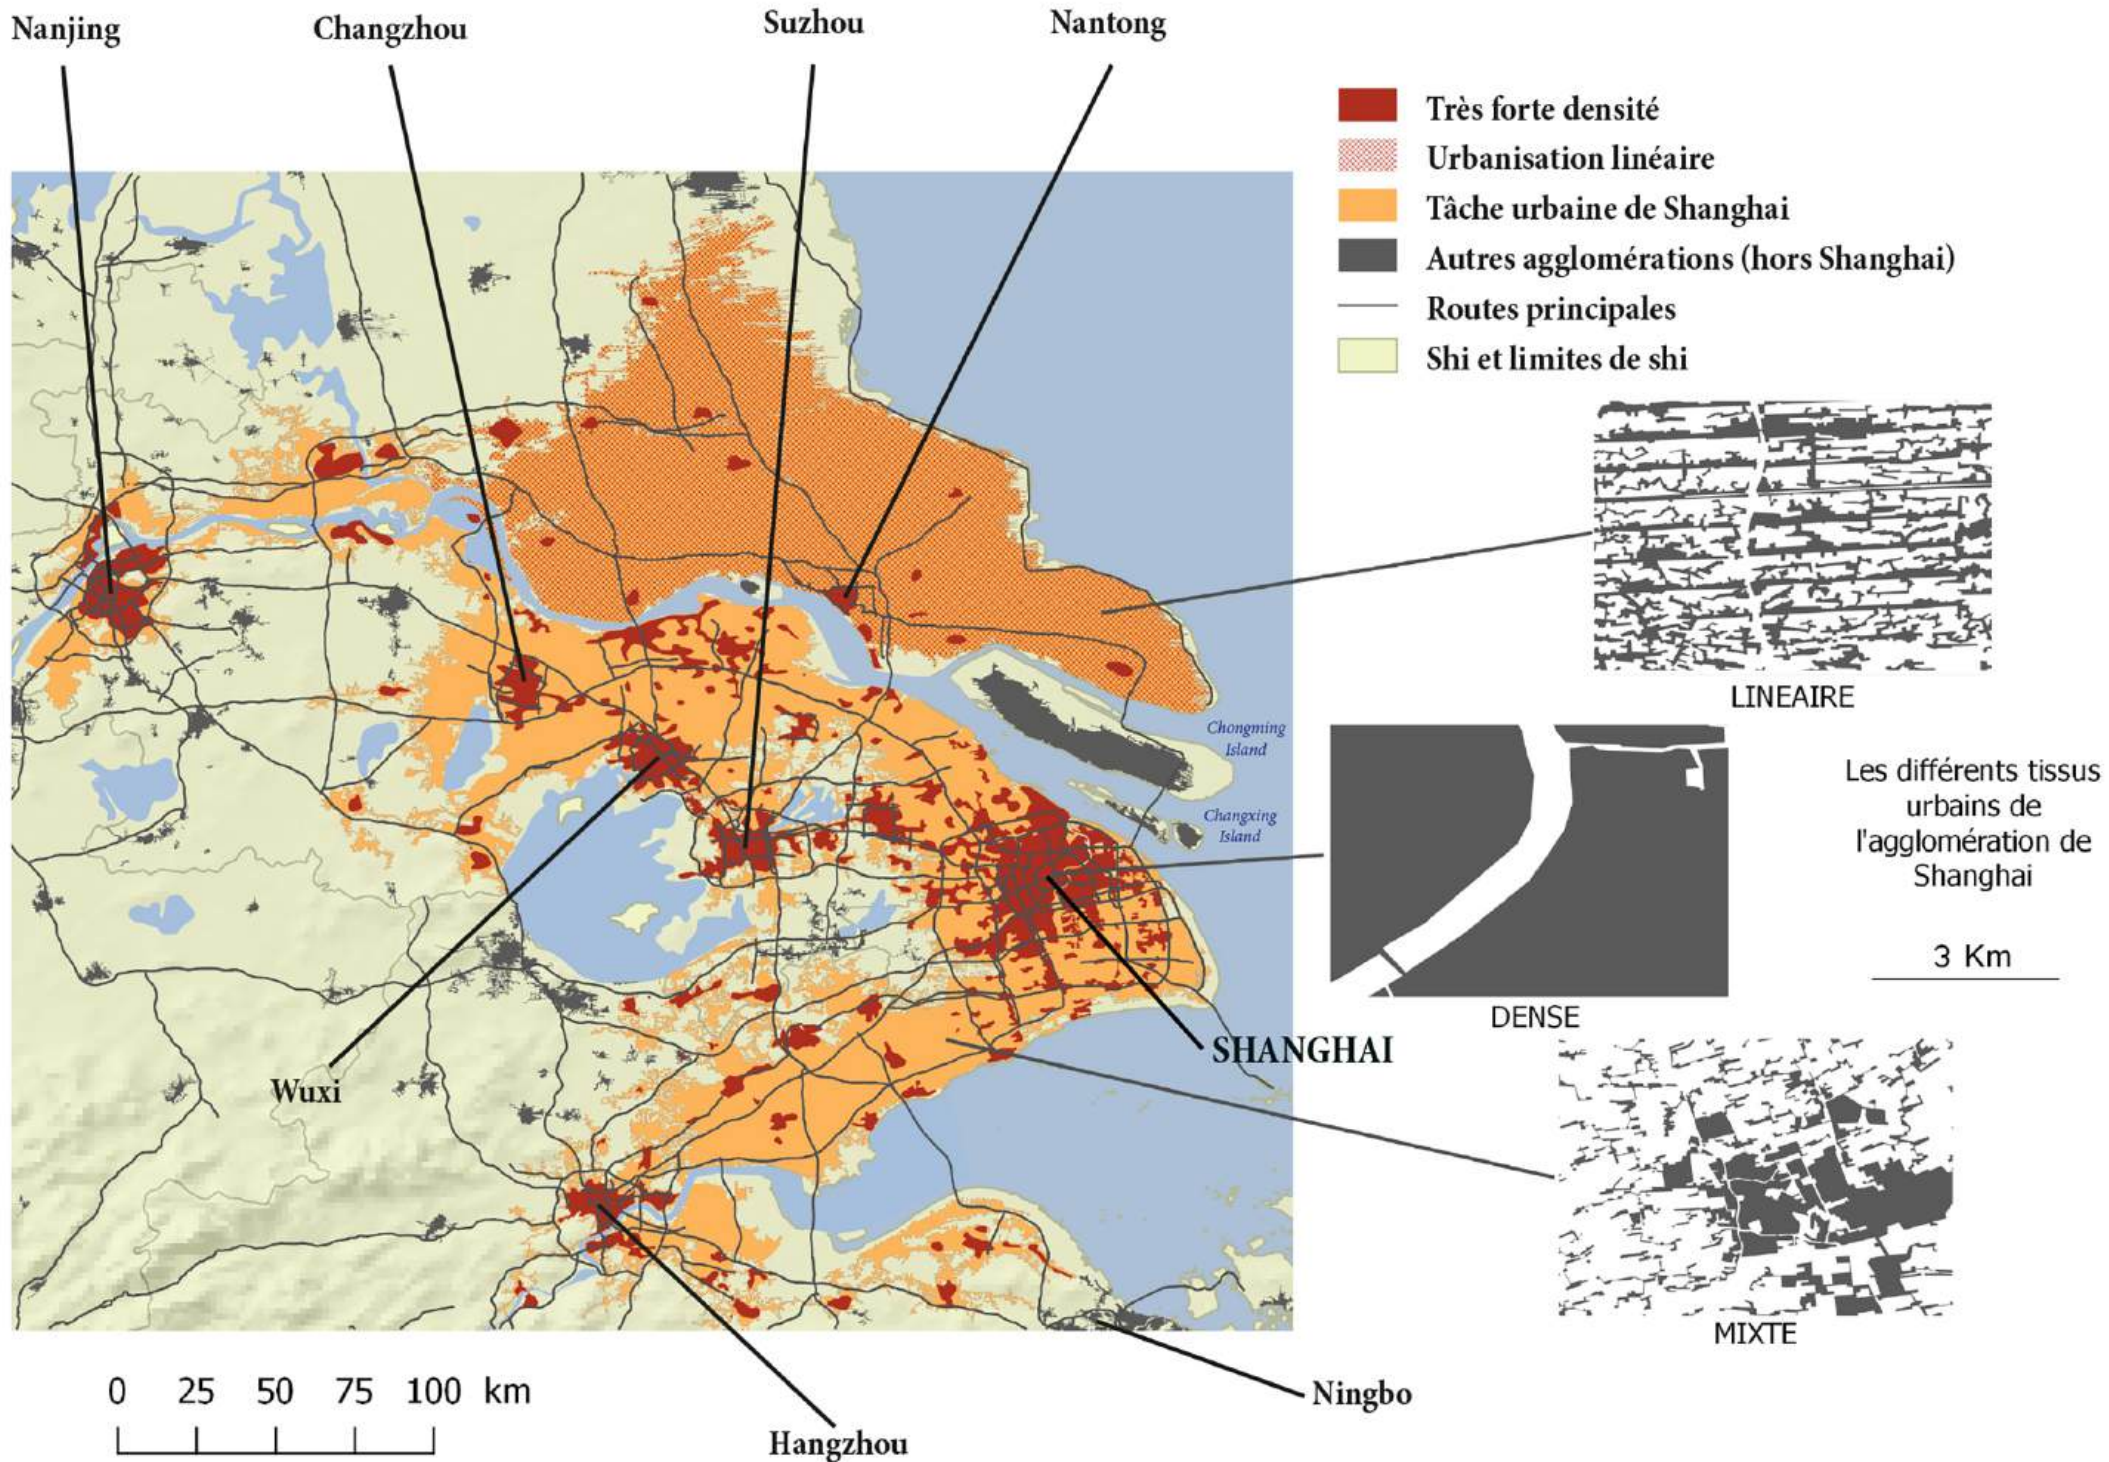 Nanjing
Changzhou
Suzhou
Nantong
Très forte densité
Urbanisation linéaire
Tâche urbaine de Shanghai
Autres agglomérations (hors Shanghai)
Routes principales
Shi et limites de shi
LINEAIRE
Chongming
Island
Changxing
Island
Les différents tissus
urbains de
l'agglomération de
Shanghai
3 Km
DENSE
SHANGHAI
Wuxi
MIXTE
0 25 50 75 100 km
Ningbo
Hangzhou